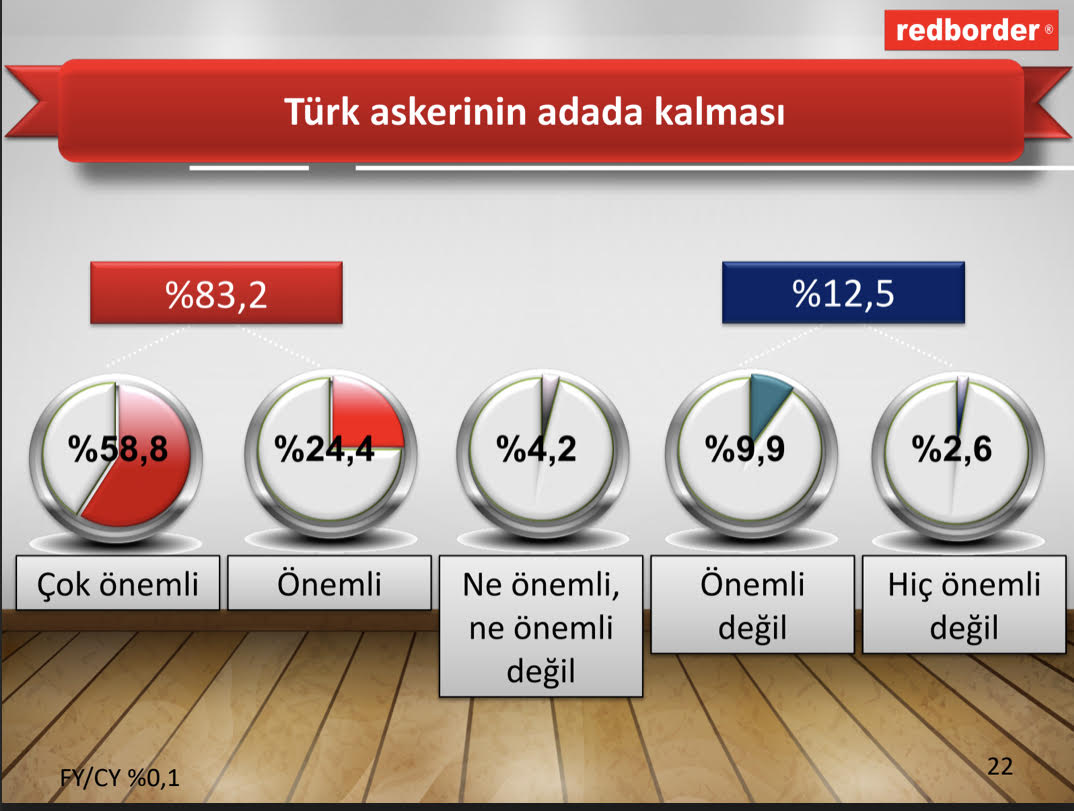 redborder®
Türk askerinin adada kalması
%83,2
%12,5
%58,8
%24,4
%4,2
%9,9
%2,6
Çok önemli
Önemli
Ne önemli,
ne önemli
değil
Önemli
değil
Hiç önemli
değil
FY/CY %0,1
22